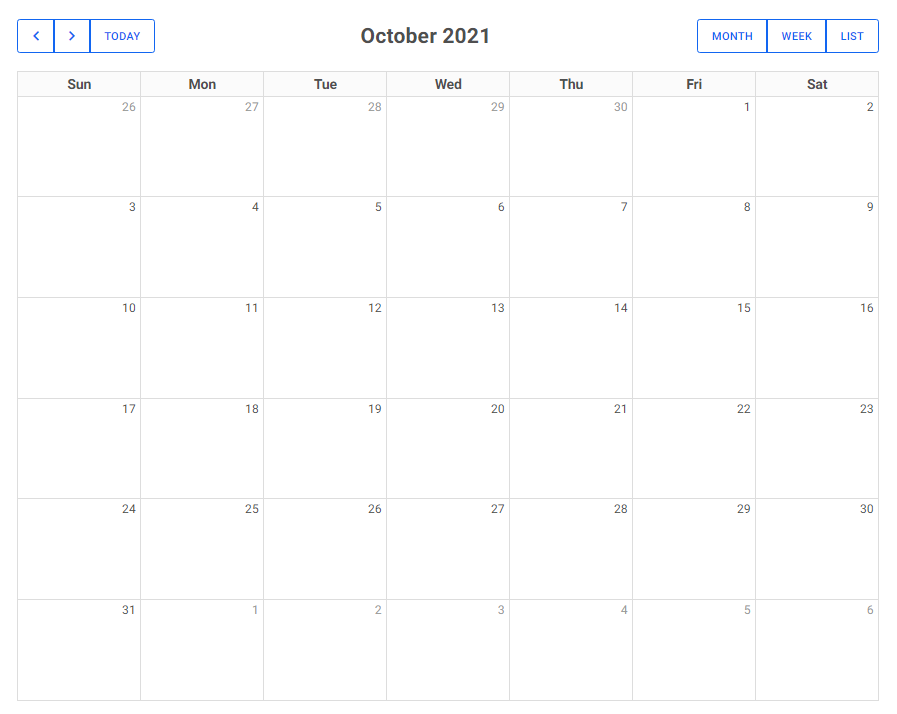 TODAY October 2021 MONTH WEEK LIST
Sun Mon Tue Wed Thu Fri Sat
26 27 28 29 30 1 2
3 4 5 6 7 8 9
10 11 12 13 14 15 16
17 18 19 20 21 22 23
24 25 26 27 28 29 30
31 1 2 3 4 5 6